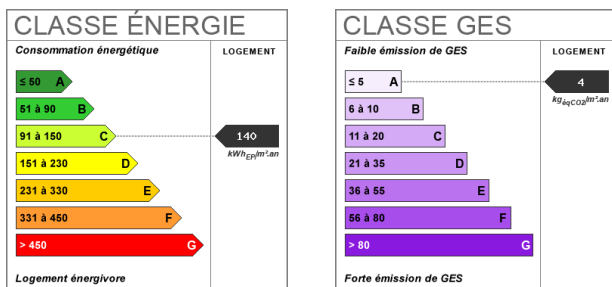 CLASSE ÉNERGIE
Consommation énergétique
LOGEMENT
≤ 50 A
51 à 90 B
91 à 150 C
140
kWhEP/m².an
151 à 230 D
231 à 330 E
331 à 450 F
> 450 G
Logement énergivore
CLASSE GES
Faible émission de GES
LOGEMENT
≤ 5 A
4
kgéqCO2/m².an
6 à 10 B
11 à 20 C
21 à 35 D
36 à 55 E
56 à 80 F
> 80 G
Forte émission de GES